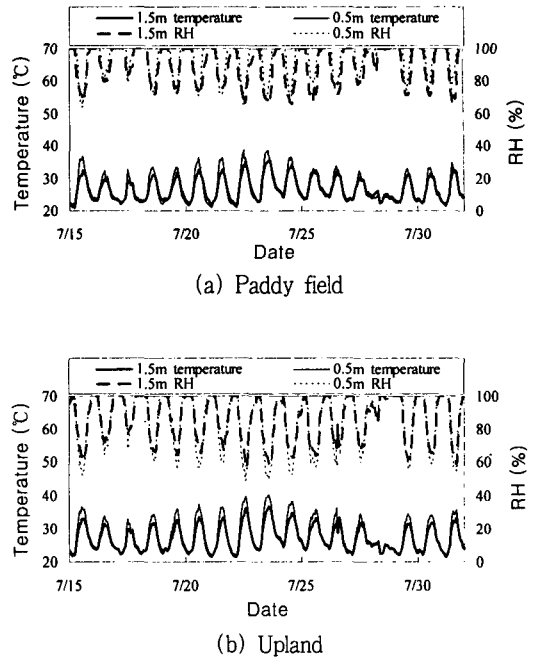 1.5m temperature 0.5m temperature
1.5m RH 0.5m RH
70 100
60 80
50 60
40 40
30 20
20 0
Temperature (℃)
RH (%)
7/15 7/20 7/25 7/30
Date
(a) Paddy field
1.5m temperature 0.5m temperature
1.5m RH 0.5m RH
70 100
60 80
50 60
40 40
30 20
20 0
Temperature (℃)
RH (%)
7/15 7/20 7/25 7/30
Date
(b) Upland